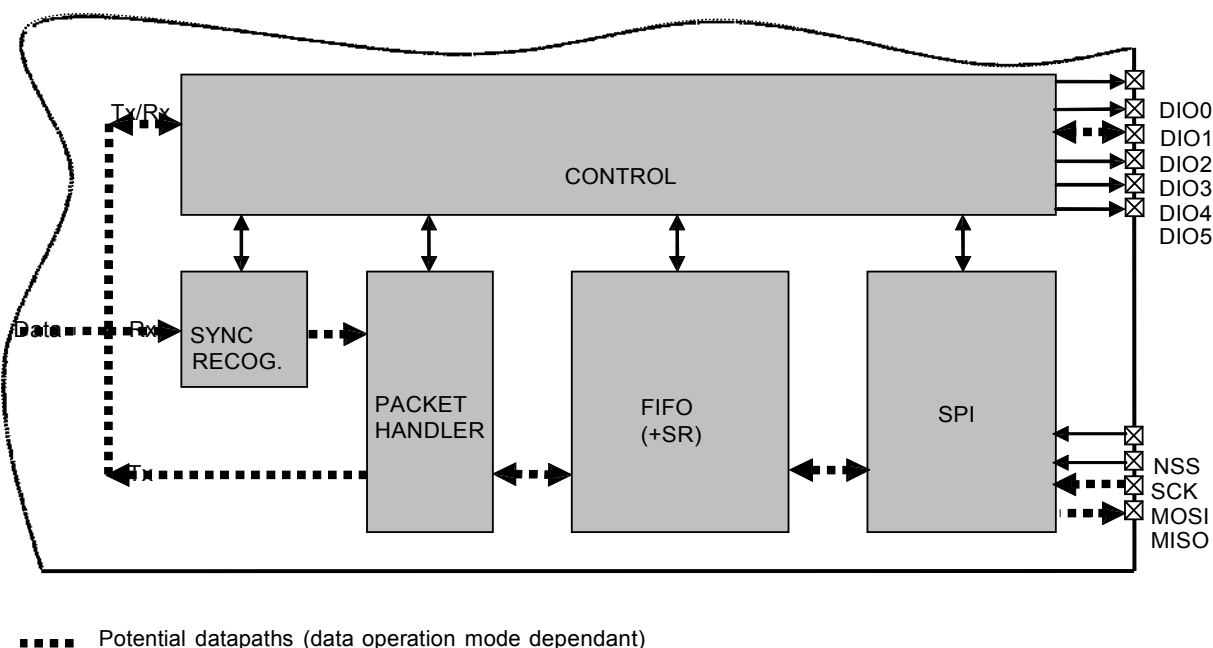 Tx/Rx
CONTROL
DIO0
DIO1
DIO2
DIO3
DIO4
DIO5
Data
Rx
SYNC
RECOG.
PACKET
HANDLER
FIFO
(+SR)
SPI
Tx
NSS
SCK
MOSI
MISO
Potential datapaths (data operation mode dependant)